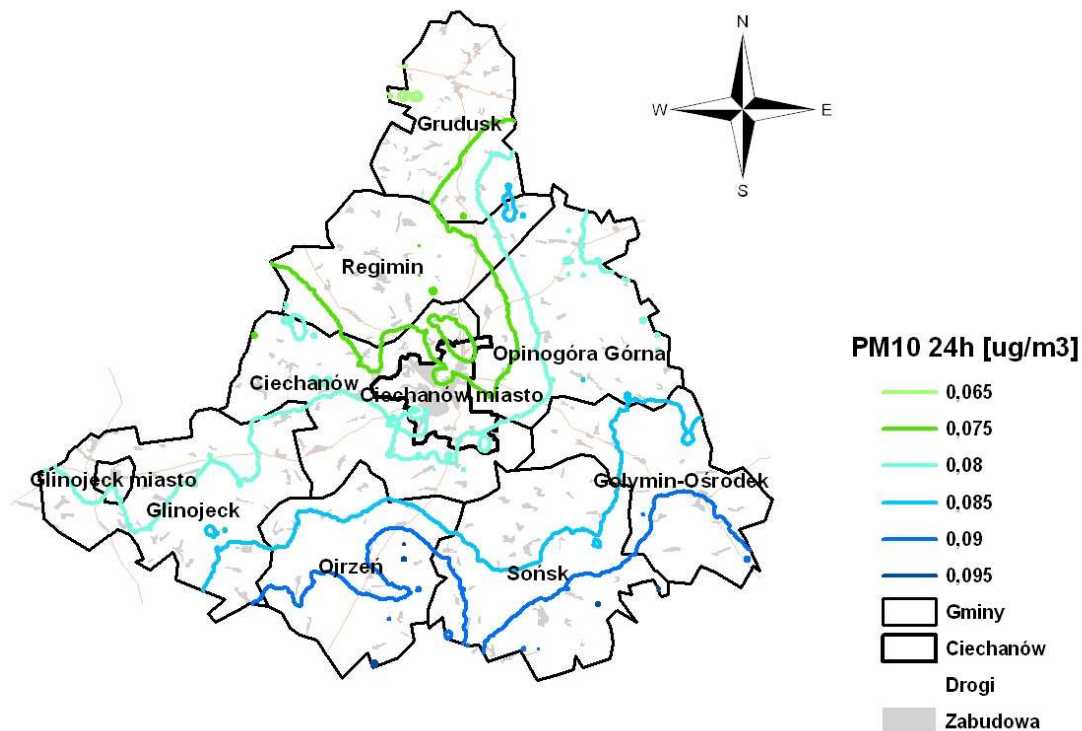 N
W
E
S
Grudusk
Regimin
Opinogóra Górna
Ciechanów
Ciechanów miasto
Glinojeck miasto
Gołymin-Ośrodek
Glinojeck
Ojrzeń
Sońsk
PM10 24h [ug/m3]
0,065
0,075
0,08
0,085
0,09
0,095
Gminy
Ciechanów
Drogi
Zabudowa